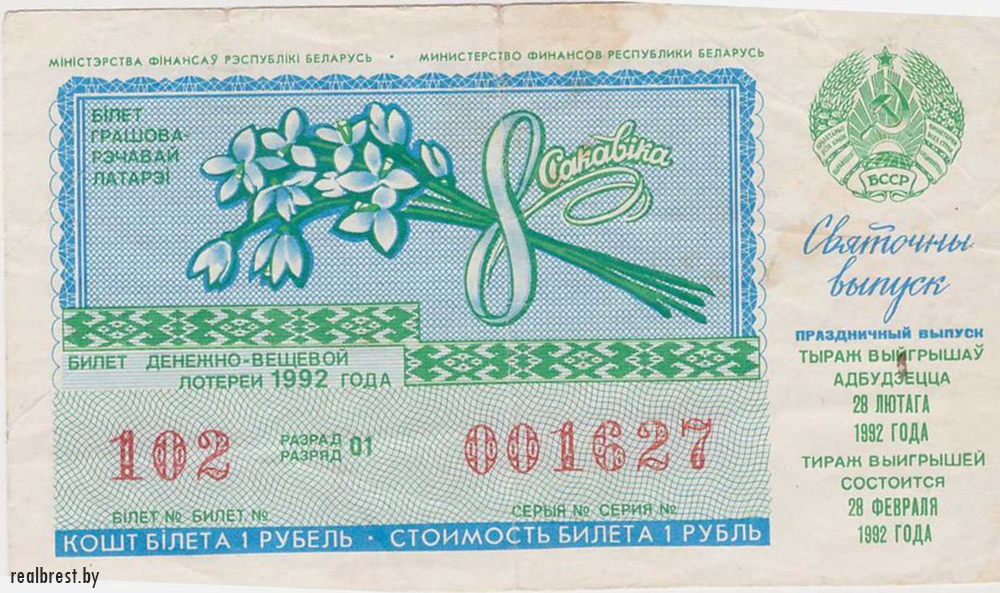 МІНІСТЭРСТВА ФІНАНСАЎ РЭСПУБЛІКІ БЕЛАРУСЬ · МИНИСТЕРСТВО ФИНАНСОВ РЕСПУБЛИКИ БЕЛАРУСЬ
БІЛЕТ
ГРАШОВА-
РЭЧАВАЙ
ЛАТАРЭІ
8 Сакавіка
БССР
Святочны
выпуск
ПРАЗДНИЧНЫЙ ВЫПУСК
ТЫРАЖ ВЫІГРЫШАЎ
АДБУДЗЕЦЦА
28 ЛЮТАГА
1992 ГОДА
ТИРАЖ ВЫИГРЫШЕЙ
СОСТОИТСЯ
28 ФЕВРАЛЯ
1992 ГОДА
БИЛЕТ ДЕНЕЖНО-ВЕЩЕВОЙ
ЛОТЕРЕИ 1992 ГОДА
102 РАЗРАД 01 001627
РАЗРЯД
БІЛЕТ № БИЛЕТ № СЕРЫЯ № СЕРИЯ №
КОШТ БІЛЕТА 1 РУБЕЛЬ · СТОИМОСТЬ БИЛЕТА 1 РУБЛЬ
realbrest.by